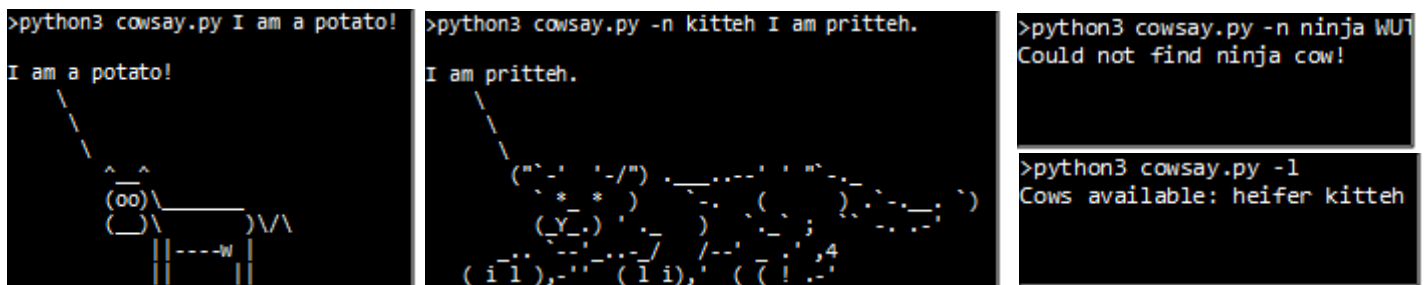 >python3 cowsay.py I am a potato!
I am a potato!
>python3 cowsay.py -n kitteh I am pritteh.
I am pritteh.
>python3 cowsay.py -n ninja WUT
Could not find ninja cow!
>python3 cowsay.py -l
Cows available: heifer kitteh